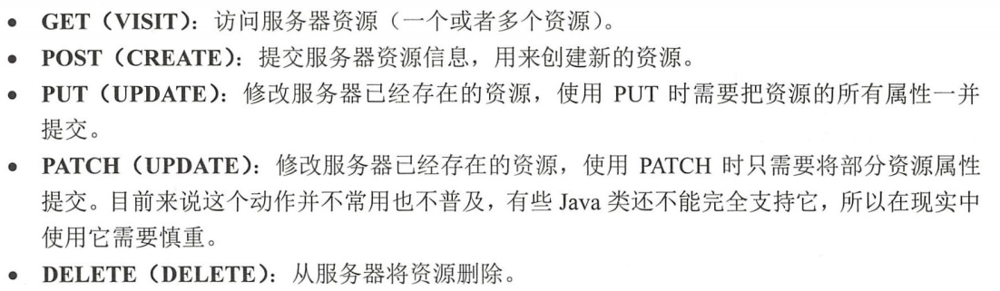 • GET（VISIT）：访问服务器资源（一个或者多个资源）。
• POST（CREATE）：提交服务器资源信息，用来创建新的资源。
• PUT（UPDATE）：修改服务器已经存在的资源，使用 PUT 时需要把资源的所有属性一并
提交。
• PATCH（UPDATE）：修改服务器已经存在的资源，使用 PATCH 时只需要将部分资源属性
提交。目前来说这个动作并不常用也不普及，有些 Java 类还不能完全支持它，所以在现实中
使用它需要慎重。
• DELETE（DELETE）：从服务器将资源删除。